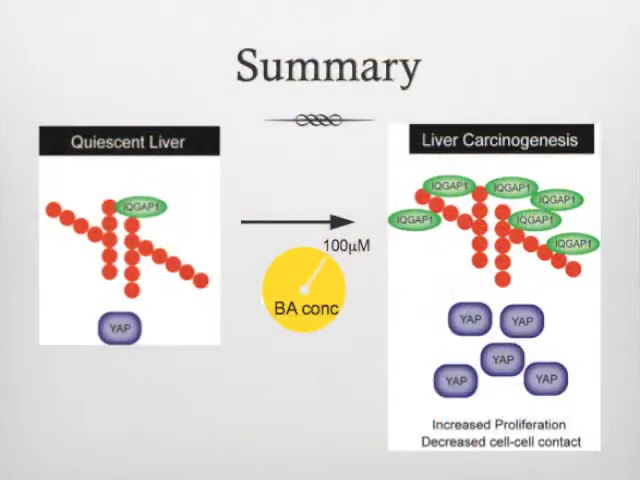 Summary
Quiescent Liver
IQGAP1
YAP
100µM
BA conc
Liver Carcinogenesis
IQGAP1
IQGAP1
IQGAP1
IQGAP1
IQGAP1
IQGAP1
YAP
YAP
YAP
YAP
YAP
Increased Proliferation
Decreased cell-cell contact